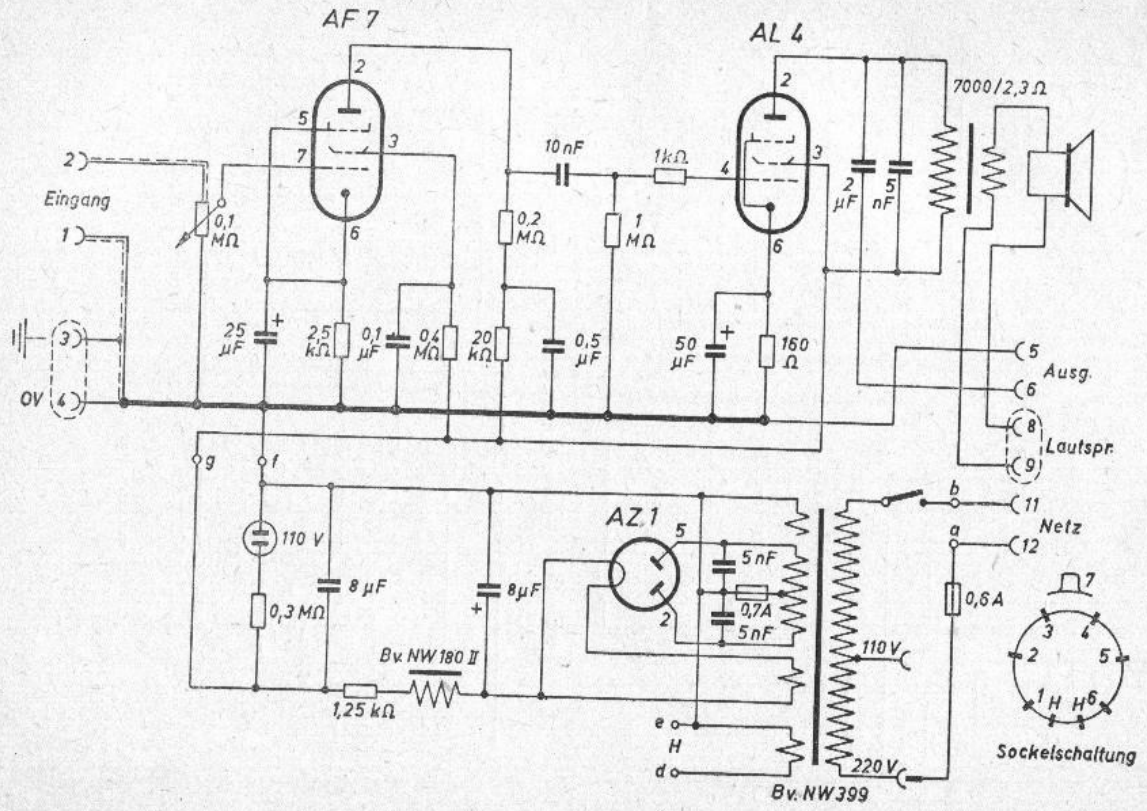 AF 7
AL 4
2
2
7000/2,3 Ω
5
3
7
10 nF
1kΩ
4
3
2
µF
5
nF
2
Eingang
1
0,1
MΩ
6
0,2
MΩ
1
MΩ
6
25
µF
+
2,5
kΩ
0,1
µF
0,4
MΩ
20
kΩ
0,5
µF
50
µF
+
160
Ω
3
0V
4
5
Ausg.
6
8
Lautspr.
9
g
f
b
11
Netz
a
12
110 V
8 µF
8µF
+
AZ 1
5
2
5 nF
0,7A
5 nF
0,6A
7
3
4
2
5
1
H
H
6
Sockelschaltung
0,3 MΩ
Bv. NW 180 II
1,25 kΩ
110 V
e
H
d
220 V
Bv. NW 399